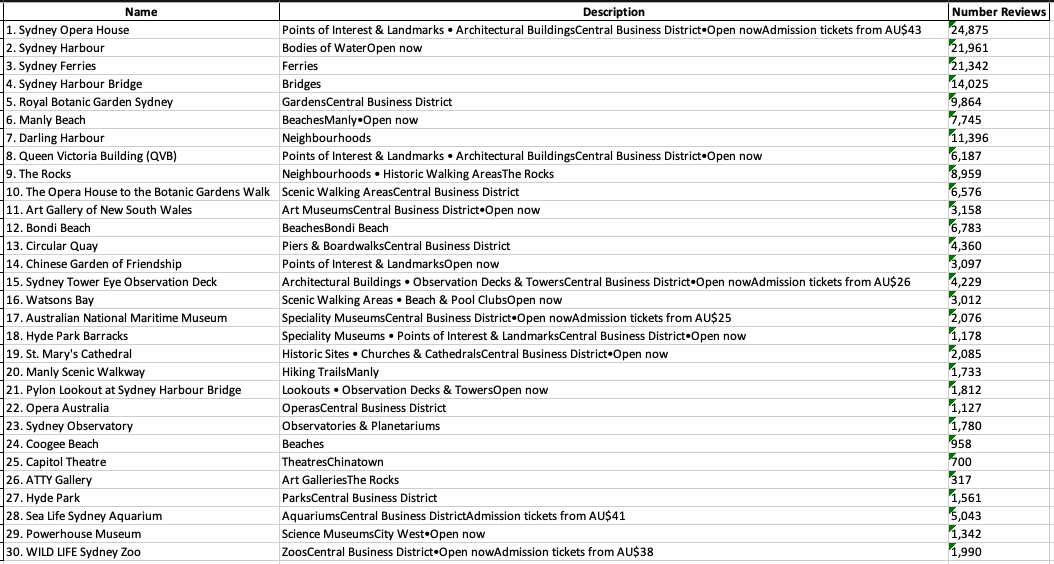 Name Description Number Reviews
1. Sydney Opera House Points of Interest & Landmarks • Architectural BuildingsCentral Business District•Open nowAdmission tickets from AU$43 24,875
2. Sydney Harbour Bodies of WaterOpen now 21,961
3. Sydney Ferries Ferries 21,342
4. Sydney Harbour Bridge Bridges 14,025
5. Royal Botanic Garden Sydney GardensCentral Business District 9,864
6. Manly Beach BeachesManly•Open now 7,745
7. Darling Harbour Neighbourhoods 11,396
8. Queen Victoria Building (QVB) Points of Interest & Landmarks • Architectural BuildingsCentral Business District•Open now 6,187
9. The Rocks Neighbourhoods • Historic Walking AreasThe Rocks 8,959
10. The Opera House to the Botanic Gardens Walk Scenic Walking AreasCentral Business District 6,576
11. Art Gallery of New South Wales Art MuseumsCentral Business District•Open now 3,158
12. Bondi Beach BeachesBondi Beach 6,783
13. Circular Quay Piers & BoardwalksCentral Business District 4,360
14. Chinese Garden of Friendship Points of Interest & LandmarksOpen now 3,097
15. Sydney Tower Eye Observation Deck Architectural Buildings • Observation Decks & TowersCentral Business District•Open nowAdmission tickets from AU$26 4,229
16. Watsons Bay Scenic Walking Areas • Beach & Pool ClubsOpen now 3,012
17. Australian National Maritime Museum Speciality MuseumsCentral Business District•Open nowAdmission tickets from AU$25 2,076
18. Hyde Park Barracks Speciality Museums • Points of Interest & LandmarksCentral Business District•Open now 1,178
19. St. Mary's Cathedral Historic Sites • Churches & CathedralsCentral Business District•Open now 2,085
20. Manly Scenic Walkway Hiking TrailsManly 1,733
21. Pylon Lookout at Sydney Harbour Bridge Lookouts • Observation Decks & TowersOpen now 1,812
22. Opera Australia OperasCentral Business District 1,127
23. Sydney Observatory Observatories & Planetariums 1,780
24. Coogee Beach Beaches 958
25. Capitol Theatre TheatresChinatown 700
26. ATTY Gallery Art GalleriesThe Rocks 317
27. Hyde Park ParksCentral Business District 1,561
28. Sea Life Sydney Aquarium AquariumsCentral Business DistrictAdmission tickets from AU$41 5,043
29. Powerhouse Museum Science MuseumsCity West•Open now 1,342
30. WILD LIFE Sydney Zoo ZoosCentral Business District•Open nowAdmission tickets from AU$38 1,990